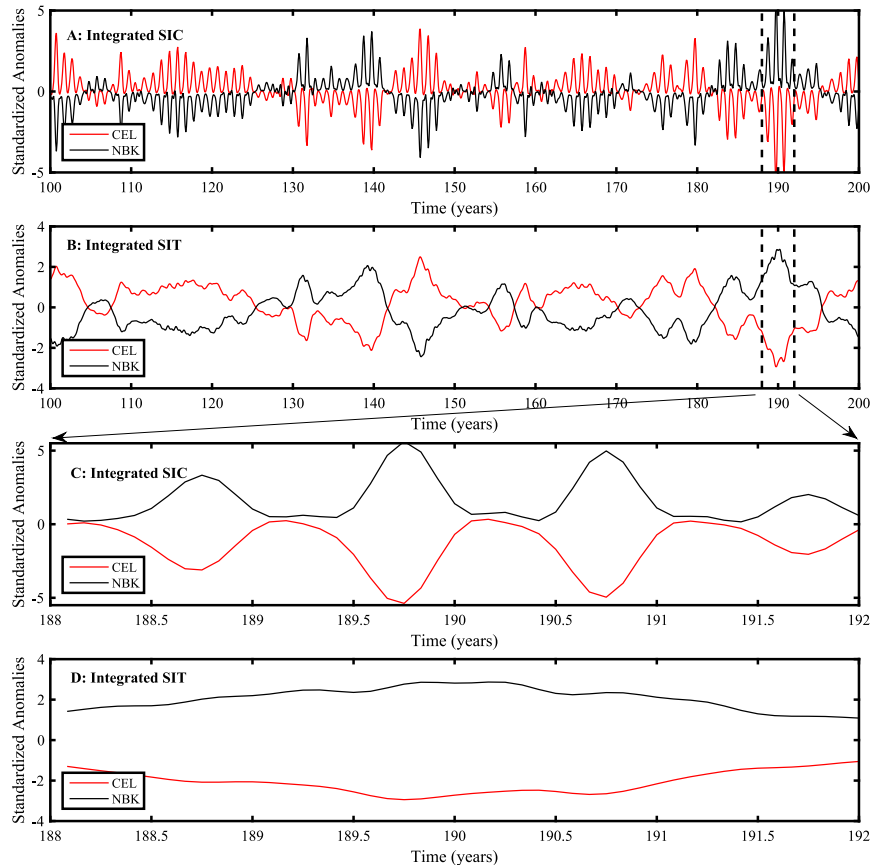 A: Integrated SIC
Standardized Anomalies
5
0
-5
CEL
NBK
100 110 120 130 140 150 160 170 180 190 200
Time (years)
B: Integrated SIT
Standardized Anomalies
4
2
0
-2
-4
CEL
NBK
100 110 120 130 140 150 160 170 180 190 200
Time (years)
C: Integrated SIC
Standardized Anomalies
5
0
-5
CEL
NBK
188 188.5 189 189.5 190 190.5 191 191.5 192
Time (years)
D: Integrated SIT
Standardized Anomalies
4
2
0
-2
-4
CEL
NBK
188 188.5 189 189.5 190 190.5 191 191.5 192
Time (years)